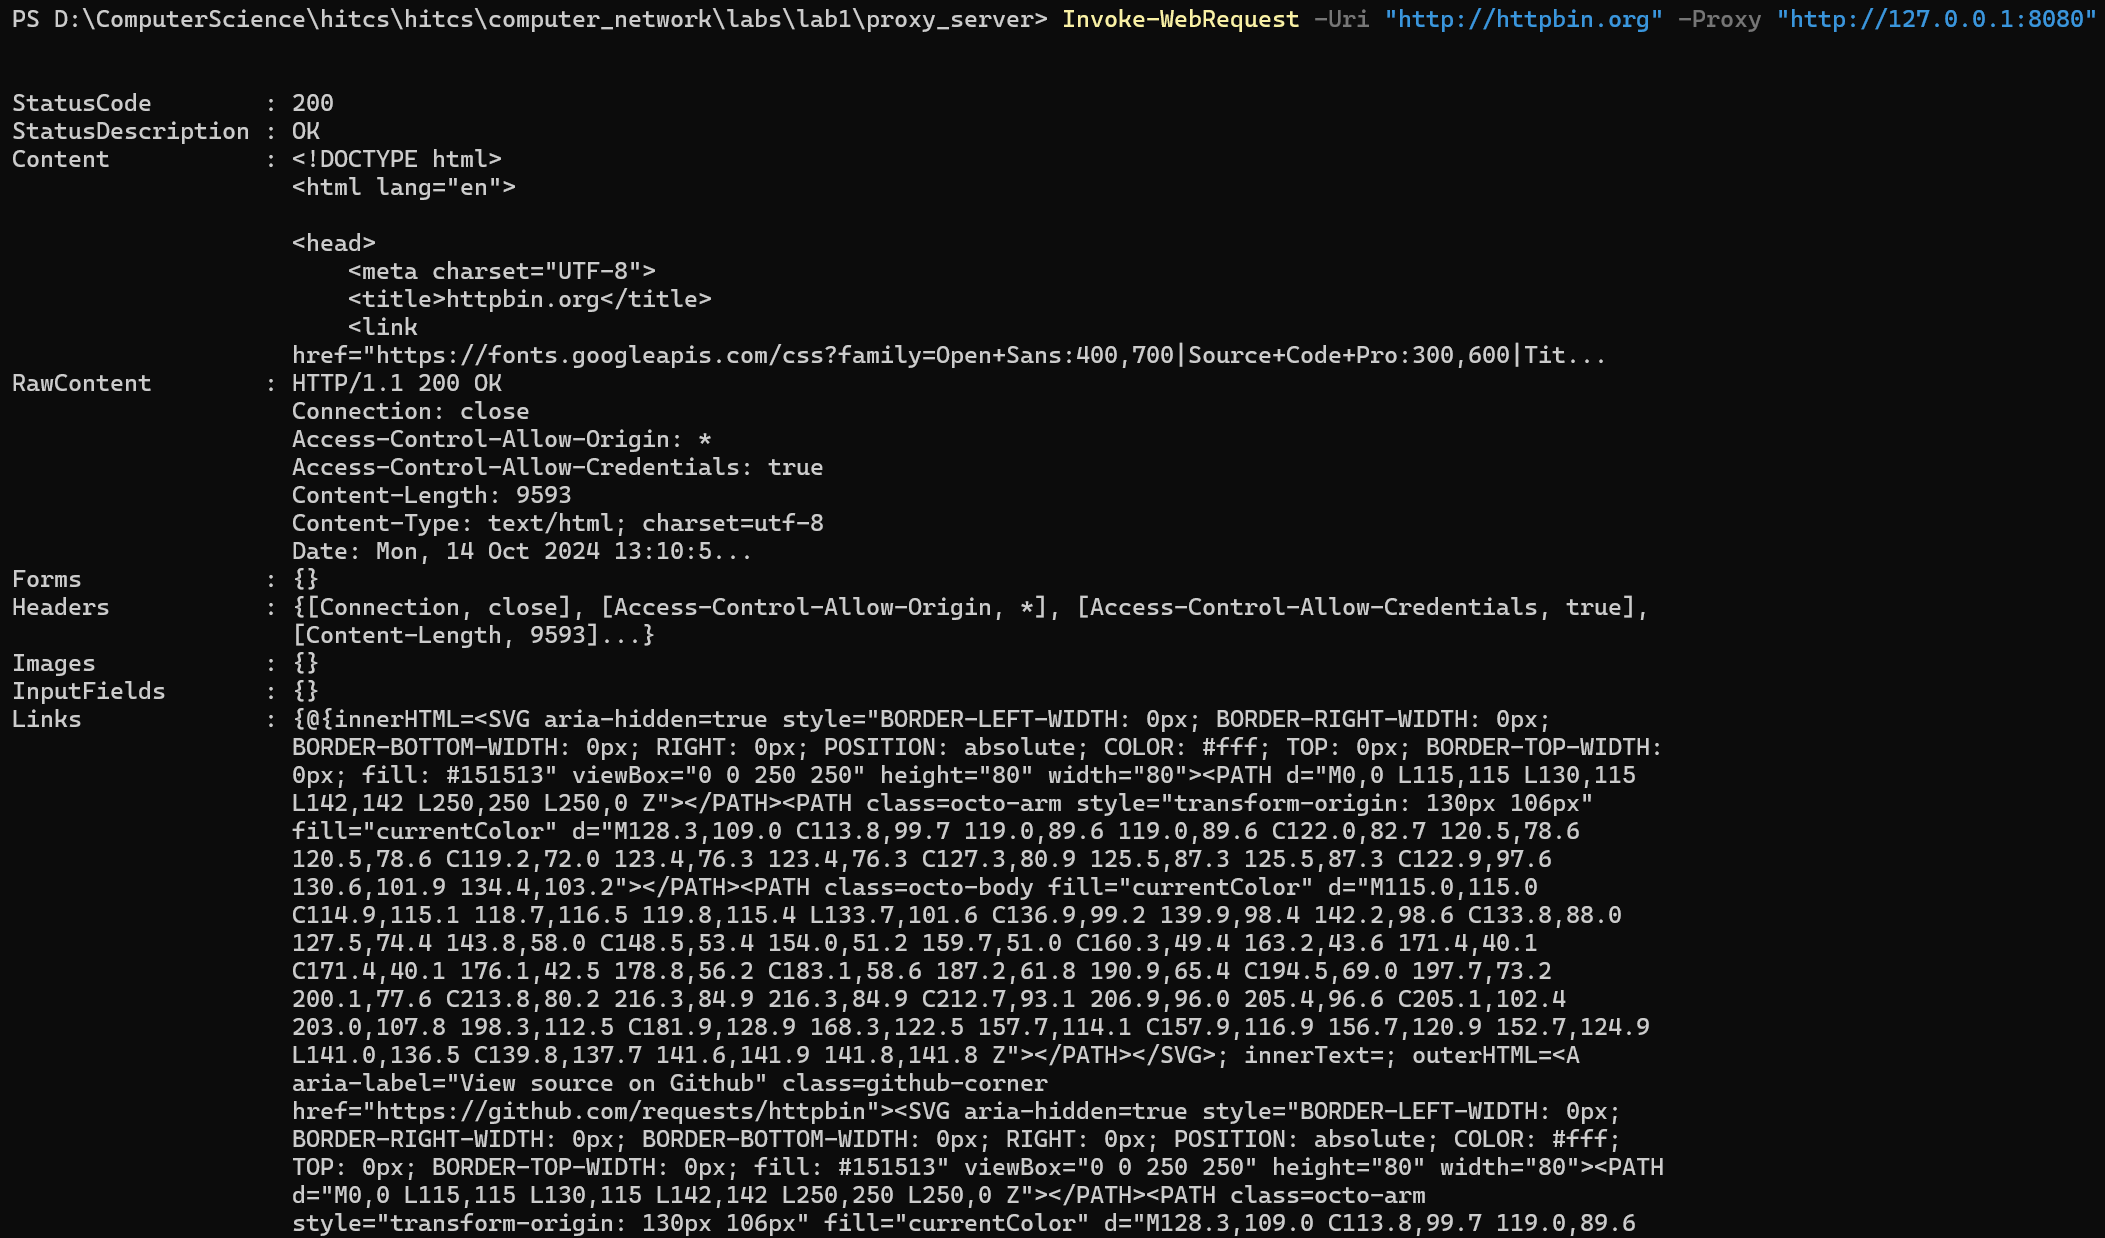 PS D:\ComputerScience\hitcs\hitcs\computer_network\labs\lab1\proxy_server> Invoke-WebRequest -Uri "http://httpbin.org" -Proxy "http://127.0.0.1:8080"
StatusCode        : 200
StatusDescription : OK
Content           : <!DOCTYPE html>
                    <html lang="en">
                    <head>
                        <meta charset="UTF-8">
                        <title>httpbin.org</title>
                        <link
                    href="https://fonts.googleapis.com/css?family=Open+Sans:400,700|Source+Code+Pro:300,600|Tit...
RawContent        : HTTP/1.1 200 OK
                    Connection: close
                    Access-Control-Allow-Origin: *
                    Access-Control-Allow-Credentials: true
                    Content-Length: 9593
                    Content-Type: text/html; charset=utf-8
                    Date: Mon, 14 Oct 2024 13:10:5...
Forms             : {}
Headers           : {[Connection, close], [Access-Control-Allow-Origin, *], [Access-Control-Allow-Credentials, true],
                    [Content-Length, 9593]...}
Images            : {}
InputFields       : {}
Links             : {@{innerHTML=<SVG aria-hidden=true style="BORDER-LEFT-WIDTH: 0px; BORDER-RIGHT-WIDTH: 0px;
                    BORDER-BOTTOM-WIDTH: 0px; RIGHT: 0px; POSITION: absolute; COLOR: #fff; TOP: 0px; BORDER-TOP-WIDTH:
                    0px; fill: #151513" viewBox="0 0 250 250" height="80" width="80"><PATH d="M0,0 L115,115 L130,115
                    L142,142 L250,250 L250,0 Z"></PATH><PATH class=octo-arm style="transform-origin: 130px 106px"
                    fill="currentColor" d="M128.3,109.0 C113.8,99.7 119.0,89.6 119.0,89.6 C122.0,82.7 120.5,78.6
                    120.5,78.6 C119.2,72.0 123.4,76.3 123.4,76.3 C127.3,80.9 125.5,87.3 125.5,87.3 C122.9,97.6
                    130.6,101.9 134.4,103.2"></PATH><PATH class=octo-body fill="currentColor" d="M115.0,115.0
                    C114.9,115.1 118.7,116.5 119.8,115.4 L133.7,101.6 C136.9,99.2 139.9,98.4 142.2,98.6 C133.8,88.0
                    127.5,74.4 143.8,58.0 C148.5,53.4 154.0,51.2 159.7,51.0 C160.3,49.4 163.2,43.6 171.4,40.1
                    C171.4,40.1 176.1,42.5 178.8,56.2 C183.1,58.6 187.2,61.8 190.9,65.4 C194.5,69.0 197.7,73.2
                    200.1,77.6 C213.8,80.2 216.3,84.9 216.3,84.9 C212.7,93.1 206.9,96.0 205.4,96.6 C205.1,102.4
                    203.0,107.8 198.3,112.5 C181.9,128.9 168.3,122.5 157.7,114.1 C157.9,116.9 156.7,120.9 152.7,124.9
                    L141.0,136.5 C139.8,137.7 141.6,141.9 141.8,141.8 Z"></PATH></SVG>; innerText=; outerHTML=<A
                    aria-label="View source on Github" class=github-corner
                    href="https://github.com/requests/httpbin"><SVG aria-hidden=true style="BORDER-LEFT-WIDTH: 0px;
                    BORDER-RIGHT-WIDTH: 0px; BORDER-BOTTOM-WIDTH: 0px; RIGHT: 0px; POSITION: absolute; COLOR: #fff;
                    TOP: 0px; BORDER-TOP-WIDTH: 0px; fill: #151513" viewBox="0 0 250 250" height="80" width="80"><PATH
                    d="M0,0 L115,115 L130,115 L142,142 L250,250 L250,0 Z"></PATH><PATH class=octo-arm
                    style="transform-origin: 130px 106px" fill="currentColor" d="M128.3,109.0 C113.8,99.7 119.0,89.6